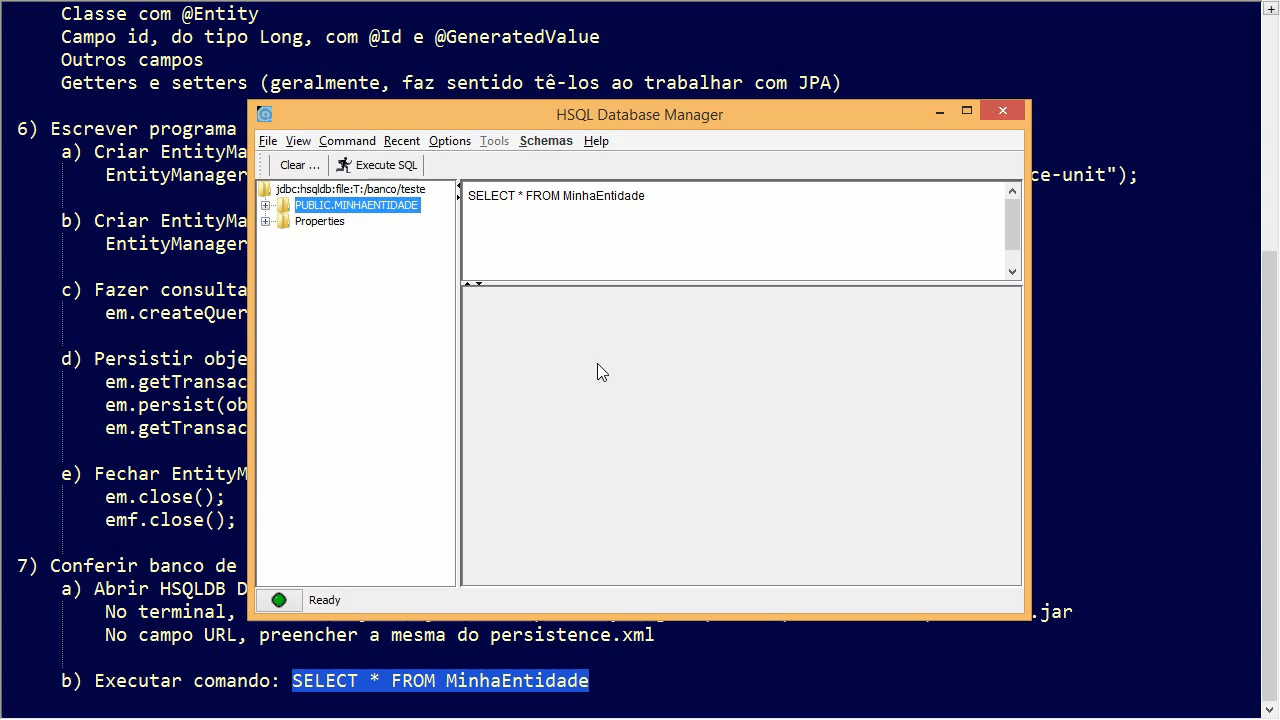 Classe com @Entity
Campo id, do tipo Long, com @Id e @GeneratedValue
Outros campos
Getters e setters (geralmente, faz sentido tê-los ao trabalhar com JPA)
6) Escrever programa
a) Criar EntityMa
EntityManager
ce-unit");
b) Criar EntityMa
EntityManager
c) Fazer consulta
em.createQuer
d) Persistir obje
em.getTransac
em.persist(ob
em.getTransac
e) Fechar EntityM
em.close();
emf.close();
7) Conferir banco de
a) Abrir HSQLDB D
No terminal,
.jar
No campo URL, preencher a mesma do persistence.xml
b) Executar comando: SELECT * FROM MinhaEntidade
HSQL Database Manager
File View Command Recent Options Tools Schemas Help
Clear ... Execute SQL
jdbc:hsqldb:file:T:/banco/teste
PUBLIC.MINHAENTIDADE
Properties
SELECT * FROM MinhaEntidade
Ready